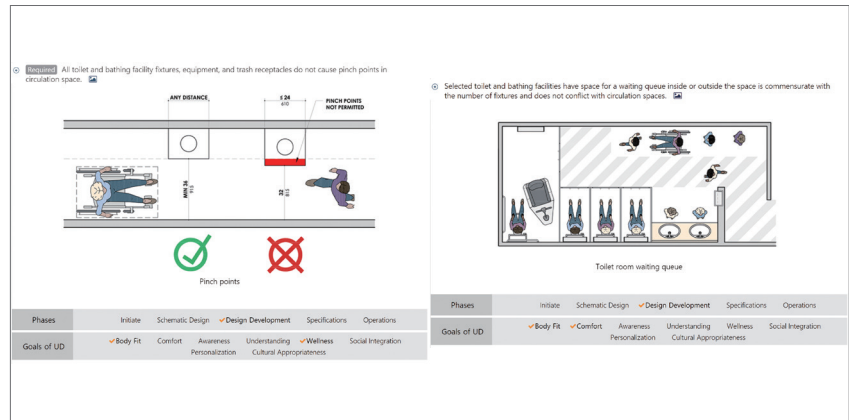 Required All toilet and bathing facility fixtures, equipment, and trash receptacles do not cause pinch points in
circulation space.
ANY DISTANCE
≤ 24
610
PINCH POINTS
NOT PERMITTED
MIN 36
915
32
815
Pinch points
Phases Initiate Schematic Design Design Development Specifications Operations
Goals of UD Body Fit Comfort Awareness Understanding Wellness Social Integration
Personalization Cultural Appropriateness
Selected toilet and bathing facilities have space for a waiting queue inside or outside the space is commensurate with
the number of fixtures and does not conflict with circulation spaces.
Toilet room waiting queue
Phases Initiate Schematic Design Design Development Specifications Operations
Goals of UD Body Fit Comfort Awareness Understanding Wellness Social Integration
Personalization Cultural Appropriateness